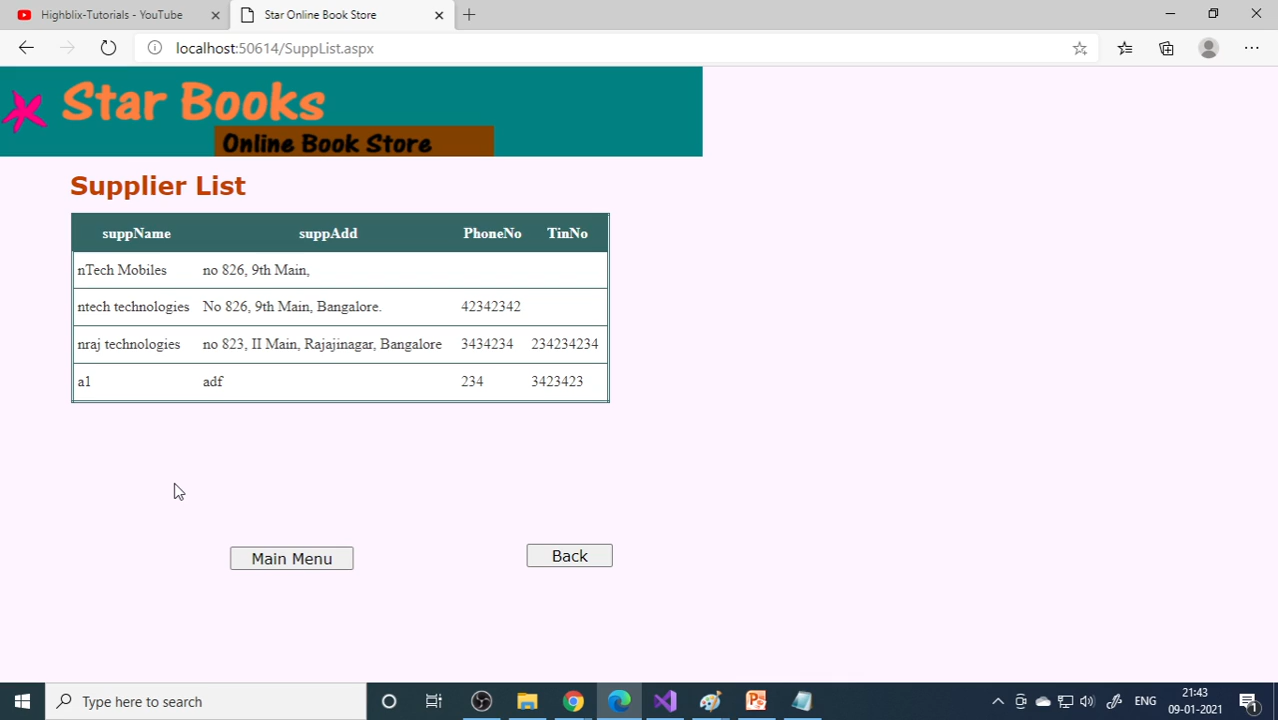 Highblix-Tutorials - YouTube
Star Online Book Store
localhost:50614/SuppList.aspx
Star Books
Online Book Store
Supplier List
suppName suppAdd PhoneNo TinNo
nTech Mobiles no 826, 9th Main,
ntech technologies No 826, 9th Main, Bangalore. 42342342
nraj technologies no 823, II Main, Rajajinagar, Bangalore 3434234 234234234
a1 adf 234 3423423
Main Menu
Back
Type here to search
ENG
21:43
09-01-2021
1